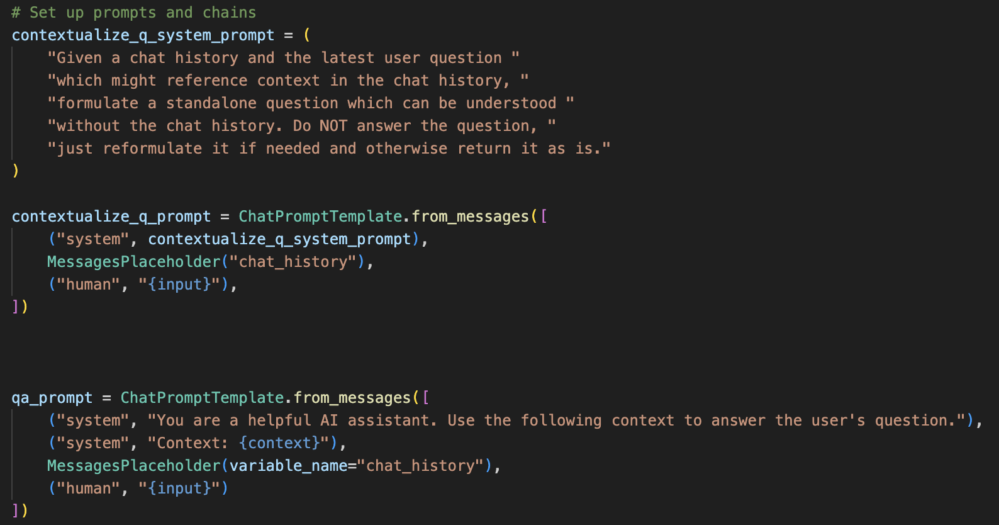 # Set up prompts and chains
contextualize_q_system_prompt = (
    "Given a chat history and the latest user question "
    "which might reference context in the chat history, "
    "formulate a standalone question which can be understood "
    "without the chat history. Do NOT answer the question, "
    "just reformulate it if needed and otherwise return it as is."
)
contextualize_q_prompt = ChatPromptTemplate.from_messages([
    ("system", contextualize_q_system_prompt),
    MessagesPlaceholder("chat_history"),
    ("human", "{input}"),
])
qa_prompt = ChatPromptTemplate.from_messages([
    ("system", "You are a helpful AI assistant. Use the following context to answer the user's question."),
    ("system", "Context: {context}"),
    MessagesPlaceholder(variable_name="chat_history"),
    ("human", "{input}")
])